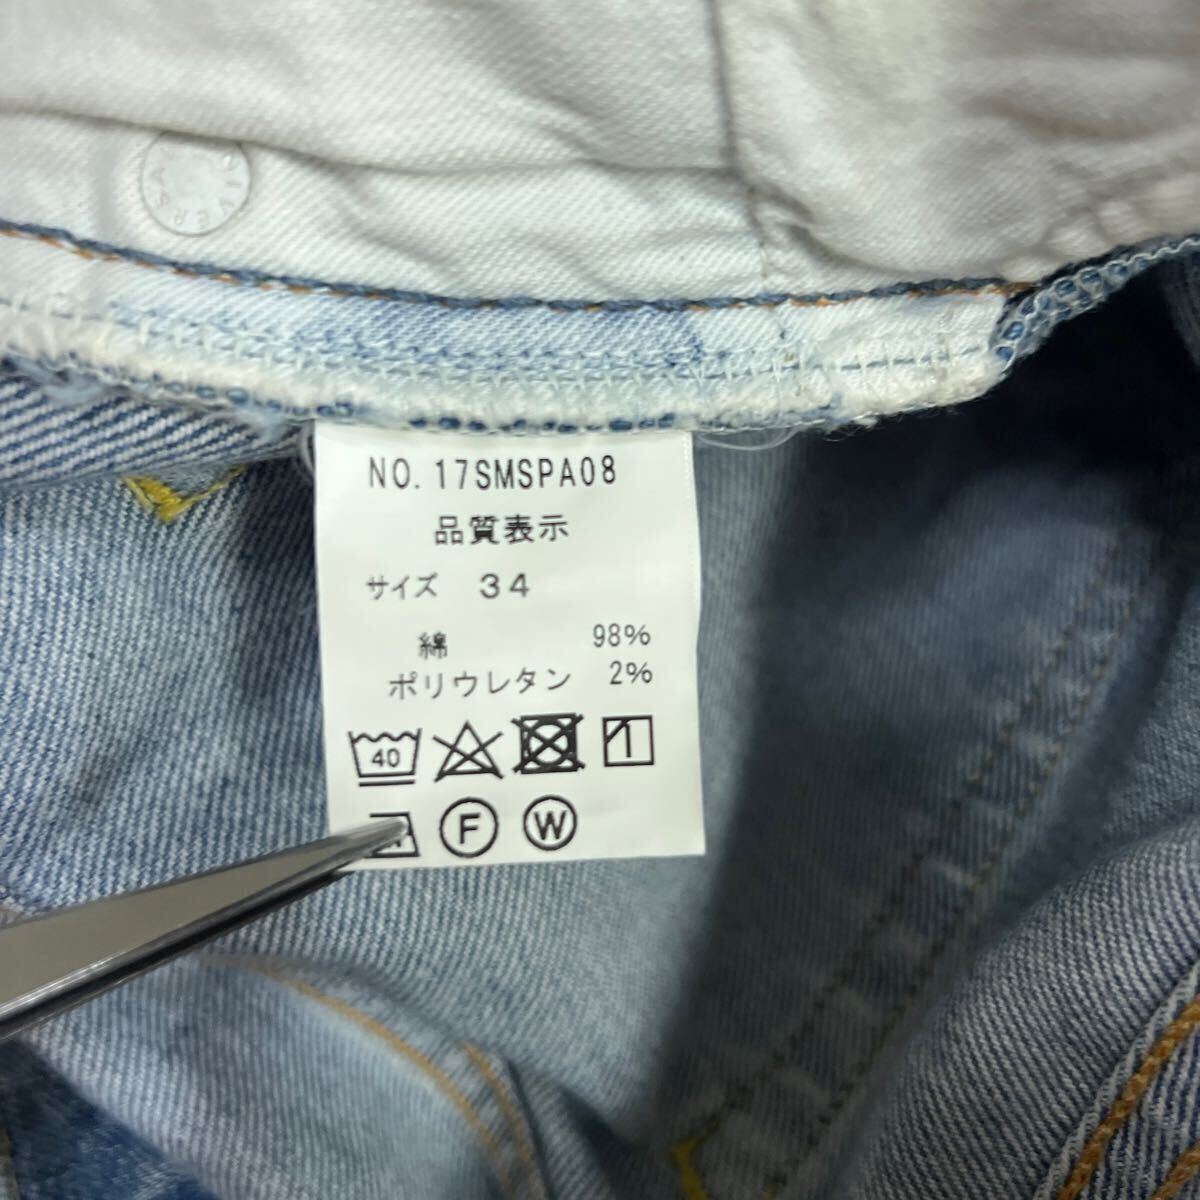 UNIVERSAL
NO. 17SMSPA08
品質表示
サイズ 34
綿 98%
ポリウレタン 2%
40
F W